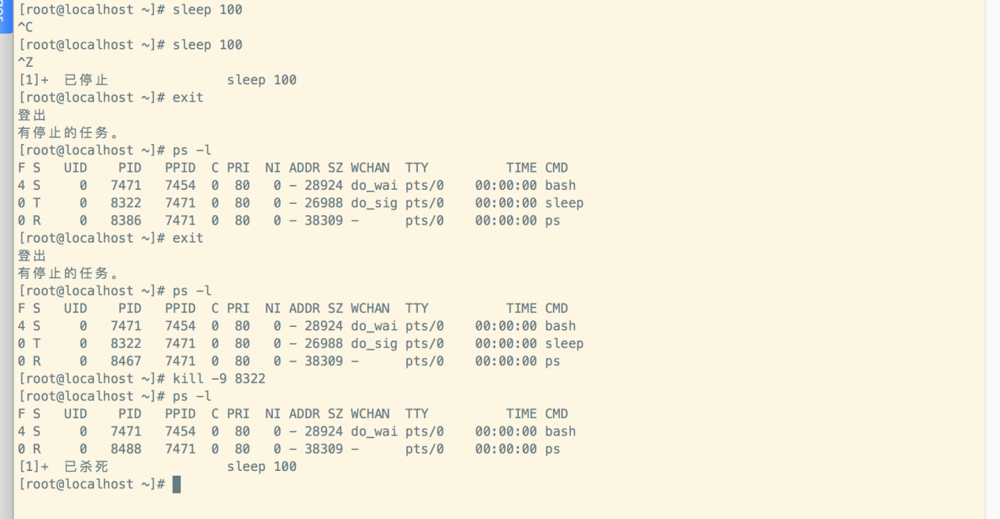 [root@localhost ~]# sleep 100
^C
[root@localhost ~]# sleep 100
^Z
[1]+  已停止               sleep 100
[root@localhost ~]# exit
登出
有停止的任务。
[root@localhost ~]# ps -l
F S   UID    PID   PPID  C PRI  NI ADDR SZ WCHAN  TTY          TIME CMD
4 S     0   7471   7454  0  80   0 - 28924 do_wai pts/0    00:00:00 bash
0 T     0   8322   7471  0  80   0 - 26988 do_sig pts/0    00:00:00 sleep
0 R     0   8386   7471  0  80   0 - 38309 -      pts/0    00:00:00 ps
[root@localhost ~]# exit
登出
有停止的任务。
[root@localhost ~]# ps -l
F S   UID    PID   PPID  C PRI  NI ADDR SZ WCHAN  TTY          TIME CMD
4 S     0   7471   7454  0  80   0 - 28924 do_wai pts/0    00:00:00 bash
0 T     0   8322   7471  0  80   0 - 26988 do_sig pts/0    00:00:00 sleep
0 R     0   8467   7471  0  80   0 - 38309 -      pts/0    00:00:00 ps
[root@localhost ~]# kill -9 8322
[root@localhost ~]# ps -l
F S   UID    PID   PPID  C PRI  NI ADDR SZ WCHAN  TTY          TIME CMD
4 S     0   7471   7454  0  80   0 - 28924 do_wai pts/0    00:00:00 bash
0 R     0   8488   7471  0  80   0 - 38309 -      pts/0    00:00:00 ps
[1]+  已杀死               sleep 100
[root@localhost ~]#